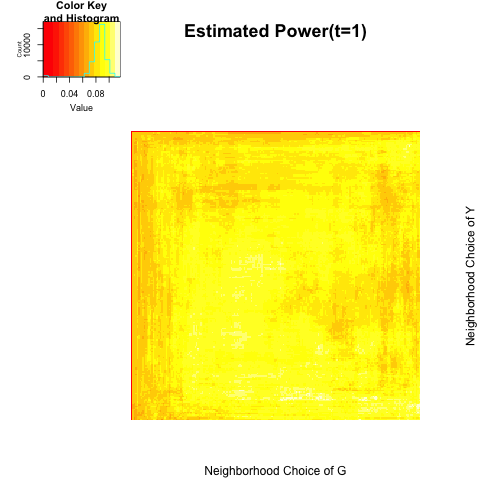 Color Key
and Histogram
Estimated Power(t=1)
Count
0 10000
0 0.04 0.08
Value
Neighborhood Choice of Y
Neighborhood Choice of G